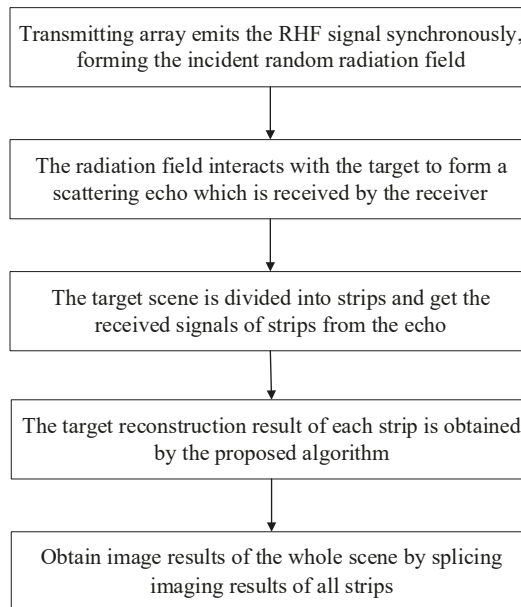 Transmitting array emits the RHF signal synchronously,
forming the incident random radiation field
The radiation field interacts with the target to form a
scattering echo which is received by the receiver
The target scene is divided into strips and get the
received signals of strips from the echo
The target reconstruction result of each strip is obtained
by the proposed algorithm
Obtain image results of the whole scene by splicing
imaging results of all strips